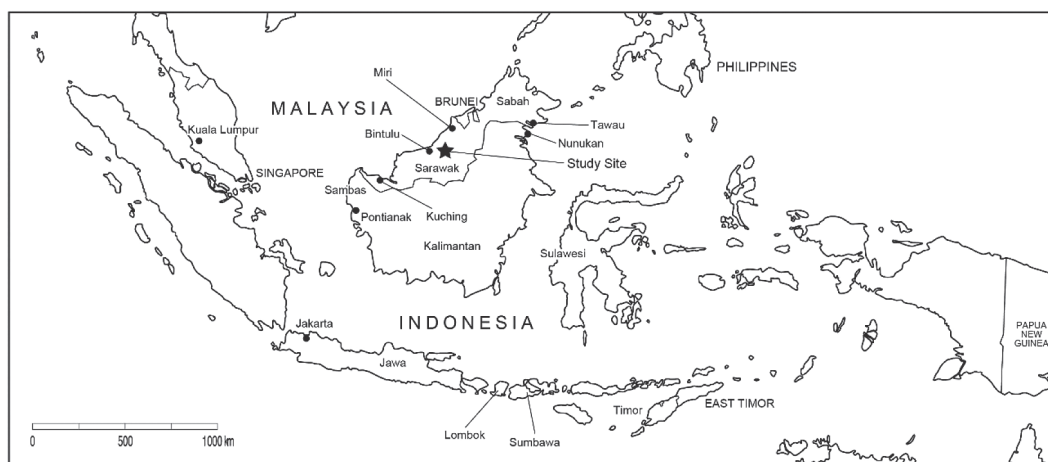 PHILIPPINES
Miri
BRUNEI
Sabah
MALAYSIA
Tawau
Kuala Lumpur
Bintulu
Nunukan
Study Site
SINGAPORE
Sarawak
Sambas
Pontianak
Kuching
Kalimantan
Sulawesi
INDONESIA
Jakarta
PAPUA
NEW
GUINEA
Jawa
Timor
EAST TIMOR
Lombok
Sumbawa
0 500 1000 km